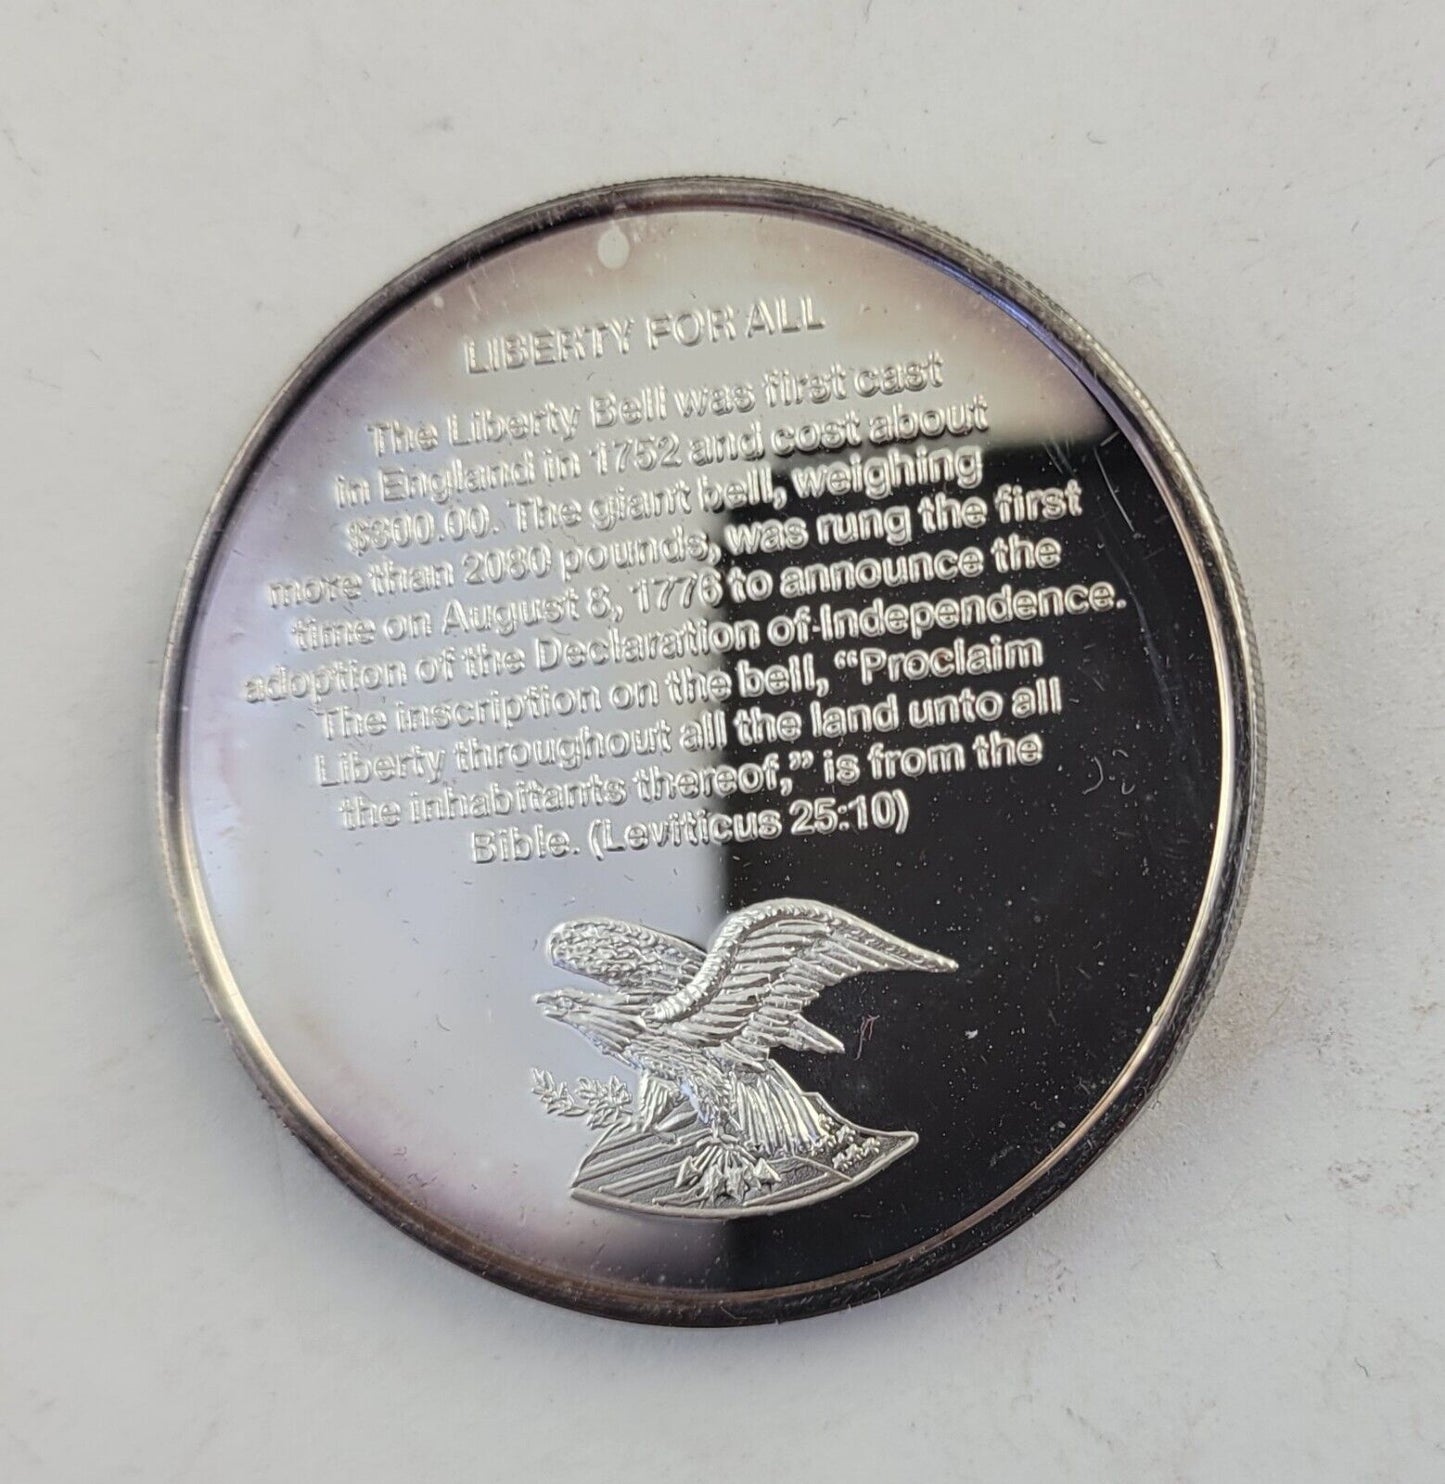 LIBERTY FOR ALL
The Liberty Bell was first cast
in England in 1752 and cost about
$300.00. The giant bell, weighing
more than 2080 pounds, was rung the first
time on August 8, 1776 to announce the
adoption of the Declaration of Independence.
The inscription on the bell, “Proclaim
Liberty throughout all the land unto all
the inhabitants thereof,” is from the
Bible. (Leviticus 25:10)